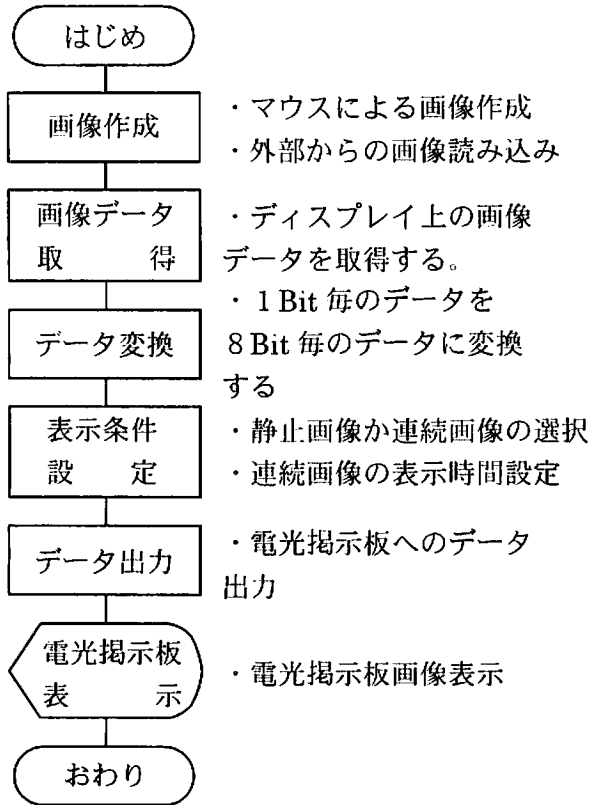 はじめ
画像作成
・マウスによる画像作成
・外部からの画像読み込み
画像データ
取 得
・ディスプレイ上の画像
データを取得する。
データ変換
・1 Bit 毎のデータを
8 Bit 毎のデータに変換
する
表示条件
設 定
・静止画像か連続画像の選択
・連続画像の表示時間設定
データ出力
・電光掲示板へのデータ
出力
電光掲示板
表 示
・電光掲示板画像表示
おわり